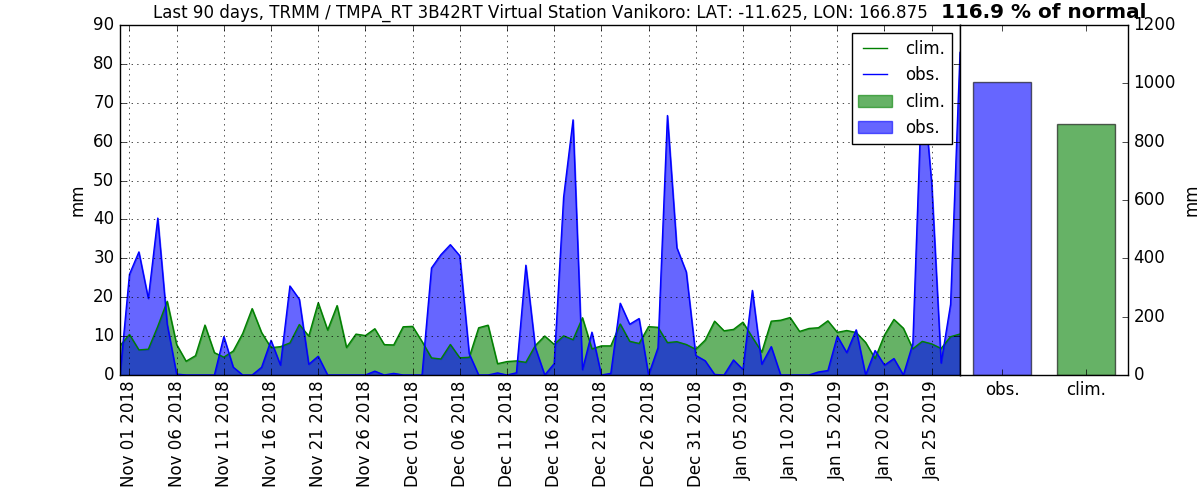 Last 90 days, TRMM / TMPA_RT 3B42RT Virtual Station Vanikoro: LAT: -11.625, LON: 166.875
116.9 % of normal
90
80
70
60
50
40
30
20
10
0
mm
clim.
obs.
clim.
obs.
Nov 01 2018
Nov 06 2018
Nov 11 2018
Nov 16 2018
Nov 21 2018
Nov 26 2018
Dec 01 2018
Dec 06 2018
Dec 11 2018
Dec 16 2018
Dec 21 2018
Dec 26 2018
Dec 31 2018
Jan 05 2019
Jan 10 2019
Jan 15 2019
Jan 20 2019
Jan 25 2019
1200
1000
800
600
400
200
0
mm
obs.
clim.